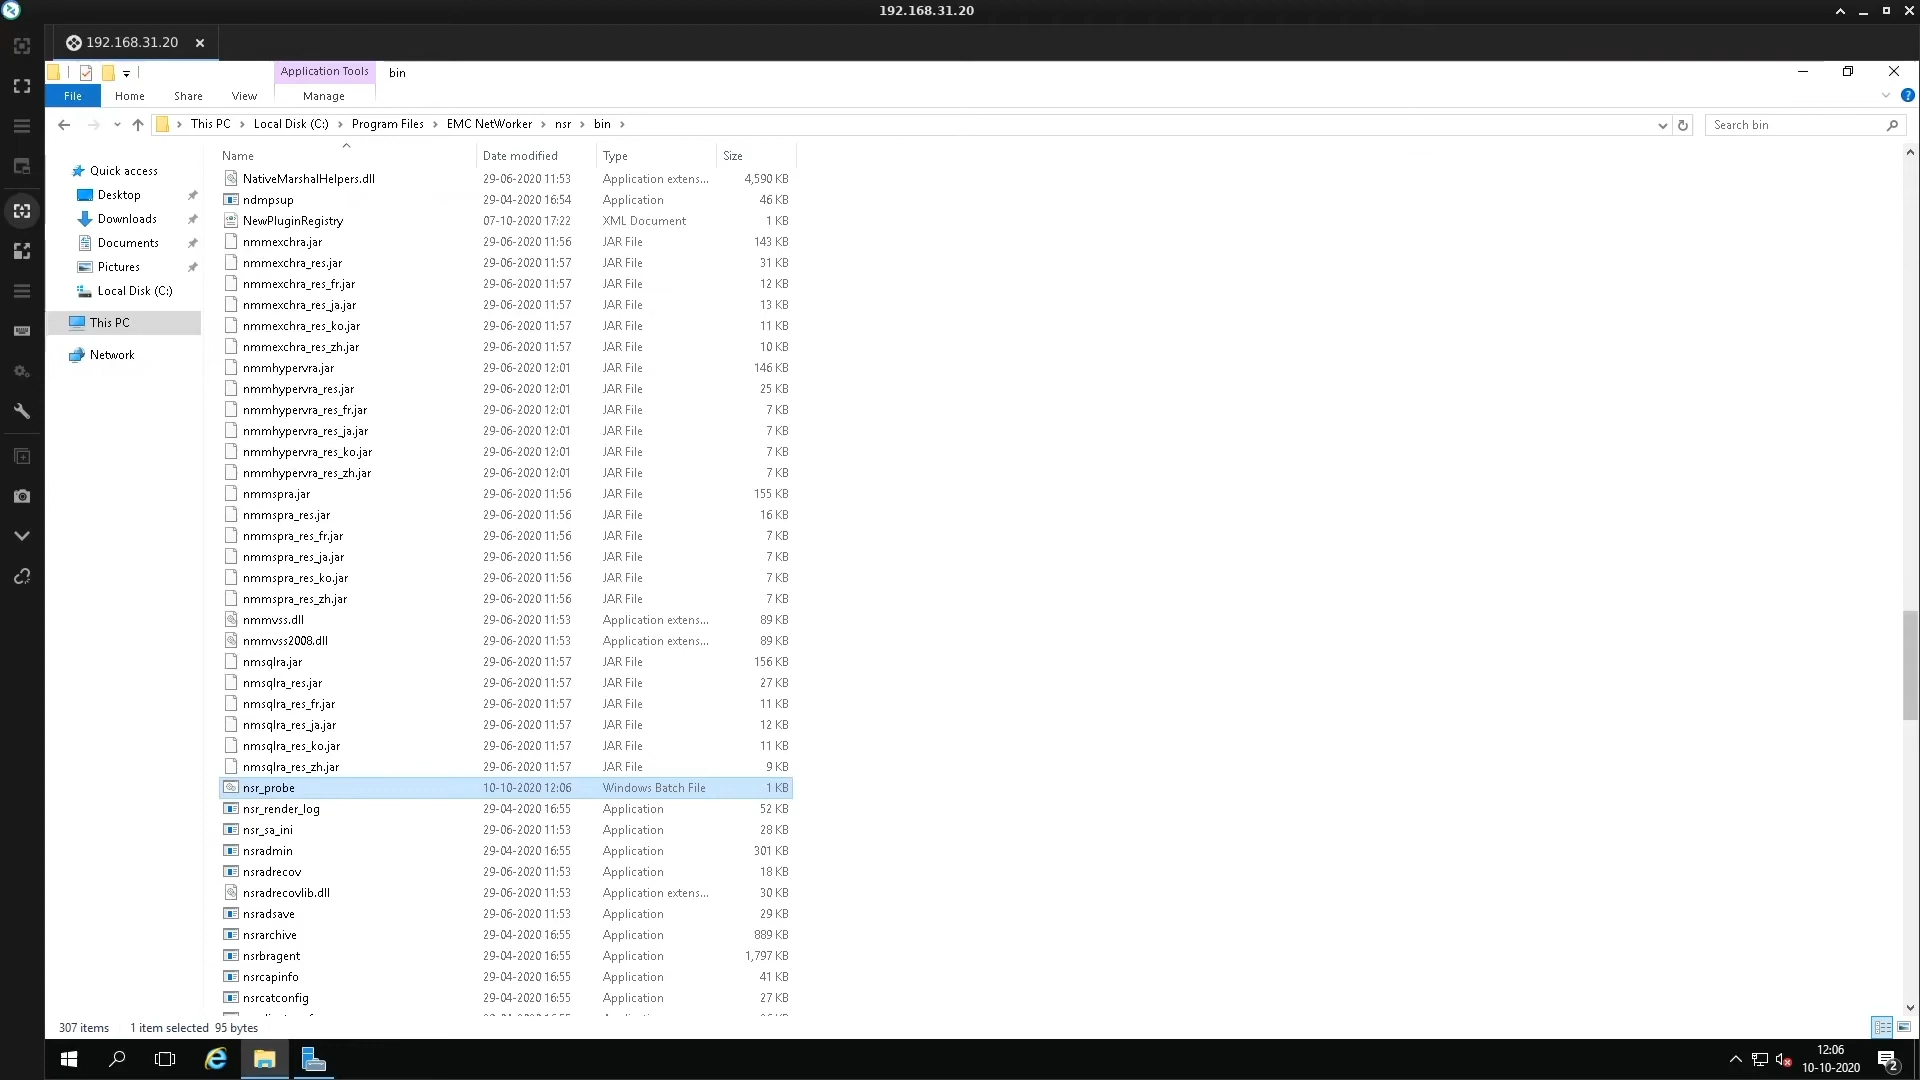 192.168.31.20
192.168.31.20
Application Tools
bin
File
Home
Share
View
Manage
This PC
Local Disk (C:)
Program Files
EMC NetWorker
nsr
bin
Search bin
Quick access
Desktop
Downloads
Documents
Pictures
Local Disk (C:)
This PC
Network
Name Date modified Type Size
NativeMarshalHelpers.dll 29-06-2020 11:53 Application extens... 4,590 KB
ndmpsup 29-04-2020 16:54 Application 46 KB
NewPluginRegistry 07-10-2020 17:22 XML Document 1 KB
nmmexchra.jar 29-06-2020 11:56 JAR File 143 KB
nmmexchra_res.jar 29-06-2020 11:57 JAR File 31 KB
nmmexchra_res_fr.jar 29-06-2020 11:57 JAR File 12 KB
nmmexchra_res_ja.jar 29-06-2020 11:57 JAR File 13 KB
nmmexchra_res_ko.jar 29-06-2020 11:57 JAR File 11 KB
nmmexchra_res_zh.jar 29-06-2020 11:57 JAR File 10 KB
nmmhypervra.jar 29-06-2020 12:01 JAR File 146 KB
nmmhypervra_res.jar 29-06-2020 12:01 JAR File 25 KB
nmmhypervra_res_fr.jar 29-06-2020 12:01 JAR File 7 KB
nmmhypervra_res_ja.jar 29-06-2020 12:01 JAR File 7 KB
nmmhypervra_res_ko.jar 29-06-2020 12:01 JAR File 7 KB
nmmhypervra_res_zh.jar 29-06-2020 12:01 JAR File 7 KB
nmmspra.jar 29-06-2020 11:56 JAR File 155 KB
nmmspra_res.jar 29-06-2020 11:56 JAR File 16 KB
nmmspra_res_fr.jar 29-06-2020 11:56 JAR File 7 KB
nmmspra_res_ja.jar 29-06-2020 11:56 JAR File 7 KB
nmmspra_res_ko.jar 29-06-2020 11:56 JAR File 7 KB
nmmspra_res_zh.jar 29-06-2020 11:56 JAR File 7 KB
nmmvss.dll 29-06-2020 11:53 Application extens... 89 KB
nmmvss2008.dll 29-06-2020 11:53 Application extens... 89 KB
nmsqlra.jar 29-06-2020 11:57 JAR File 156 KB
nmsqlra_res.jar 29-06-2020 11:57 JAR File 27 KB
nmsqlra_res_fr.jar 29-06-2020 11:57 JAR File 11 KB
nmsqlra_res_ja.jar 29-06-2020 11:57 JAR File 12 KB
nmsqlra_res_ko.jar 29-06-2020 11:57 JAR File 11 KB
nmsqlra_res_zh.jar 29-06-2020 11:57 JAR File 9 KB
nsr_probe 10-10-2020 12:06 Windows Batch File 1 KB
nsr_render_log 29-04-2020 16:55 Application 52 KB
nsr_sa_ini 29-06-2020 11:53 Application 28 KB
nsradmin 29-04-2020 16:55 Application 301 KB
nsradrecov 29-06-2020 11:53 Application 18 KB
nsradrecovlib.dll 29-06-2020 11:53 Application extens... 30 KB
nsradsave 29-06-2020 11:53 Application 29 KB
nsrarchive 29-04-2020 16:55 Application 889 KB
nsrbragent 29-04-2020 16:55 Application 1,797 KB
nsrcapinfo 29-04-2020 16:55 Application 41 KB
nsrcatconfig 29-04-2020 16:55 Application 27 KB
307 items 1 item selected 95 bytes
12:06
10-10-2020
2